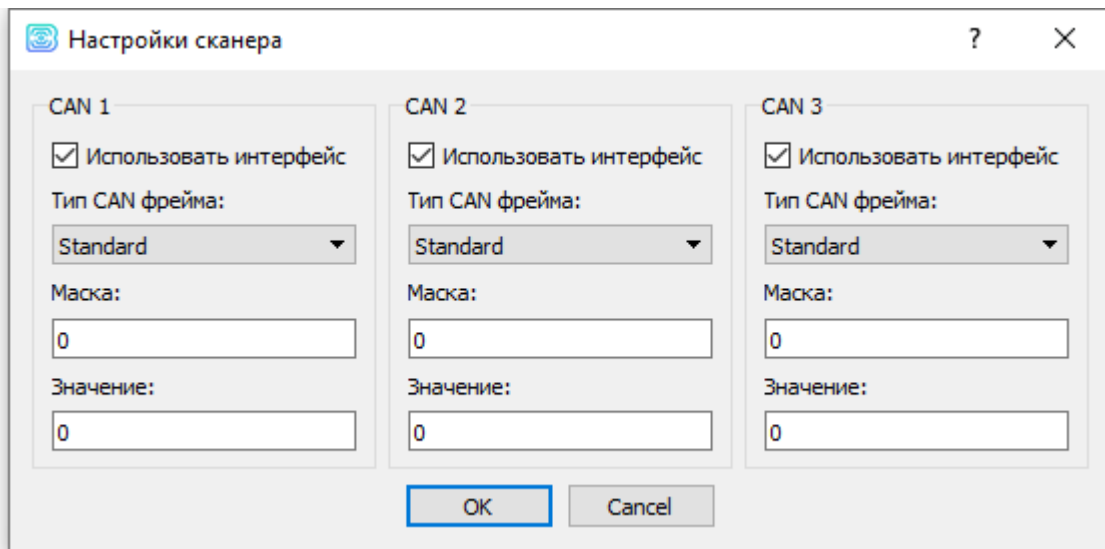 Настройки сканера ?
CAN 1
Использовать интерфейс
Тип CAN фрейма:
Standard
Маска:
0
Значение:
0
CAN 2
Использовать интерфейс
Тип CAN фрейма:
Standard
Маска:
0
Значение:
0
CAN 3
Использовать интерфейс
Тип CAN фрейма:
Standard
Маска:
0
Значение:
0
OK
Cancel